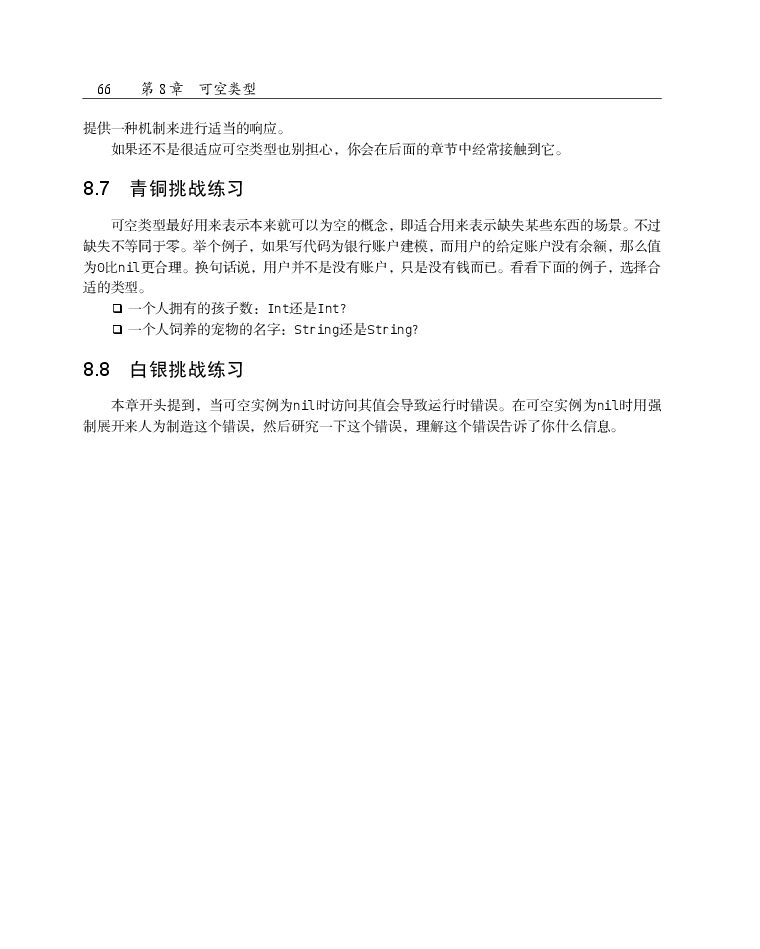 66 第 8 章 可空类型
提供一种机制来进行适当的响应。
如果还不是很适应可空类型也别担心，你会在后面的章节中经常接触到它。
8.7 青铜挑战练习
可空类型最好用来表示本来就可以为空的概念，即适合用来表示缺失某些东西的场景。不过
缺失不等同于零。举个例子，如果写代码为银行账户建模，而用户的给定账户没有余额，那么值
为0比nil更合理。换句话说，用户并不是没有账户，只是没有钱而已。看看下面的例子，选择合
适的类型。
❑ 一个人拥有的孩子数：Int还是Int?
❑ 一个人饲养的宠物的名字：String还是String?
8.8 白银挑战练习
本章开头提到，当可空实例为nil时访问其值会导致运行时错误。在可空实例为nil时用强
制展开来人为制造这个错误，然后研究一下这个错误，理解这个错误告诉了你什么信息。